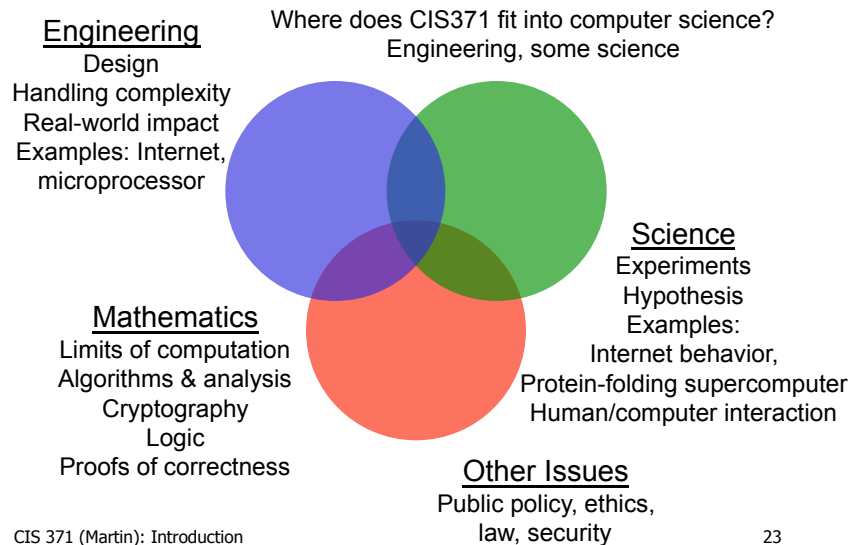 Where does CIS371 fit into computer science?
Engineering, some science
Engineering
Design
Handling complexity
Real-world impact
Examples: Internet,
microprocessor
Science
Experiments
Hypothesis
Examples:
Internet behavior,
Protein-folding supercomputer
Human/computer interaction
Mathematics
Limits of computation
Algorithms & analysis
Cryptography
Logic
Proofs of correctness
Other Issues
Public policy, ethics,
law, security
CIS 371 (Martin): Introduction
23